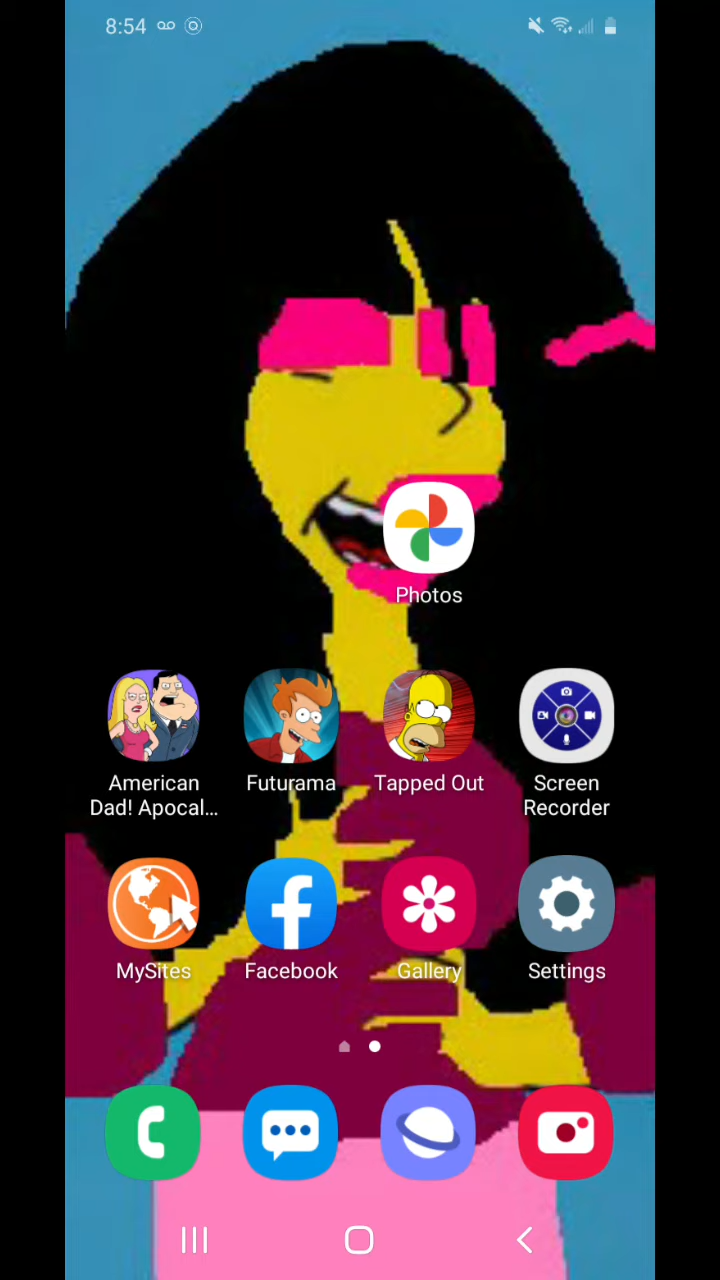 8:54
Photos
American
Dad! Apocal...
Futurama
Tapped Out
Screen
Recorder
MySites
Facebook
Gallery
Settings